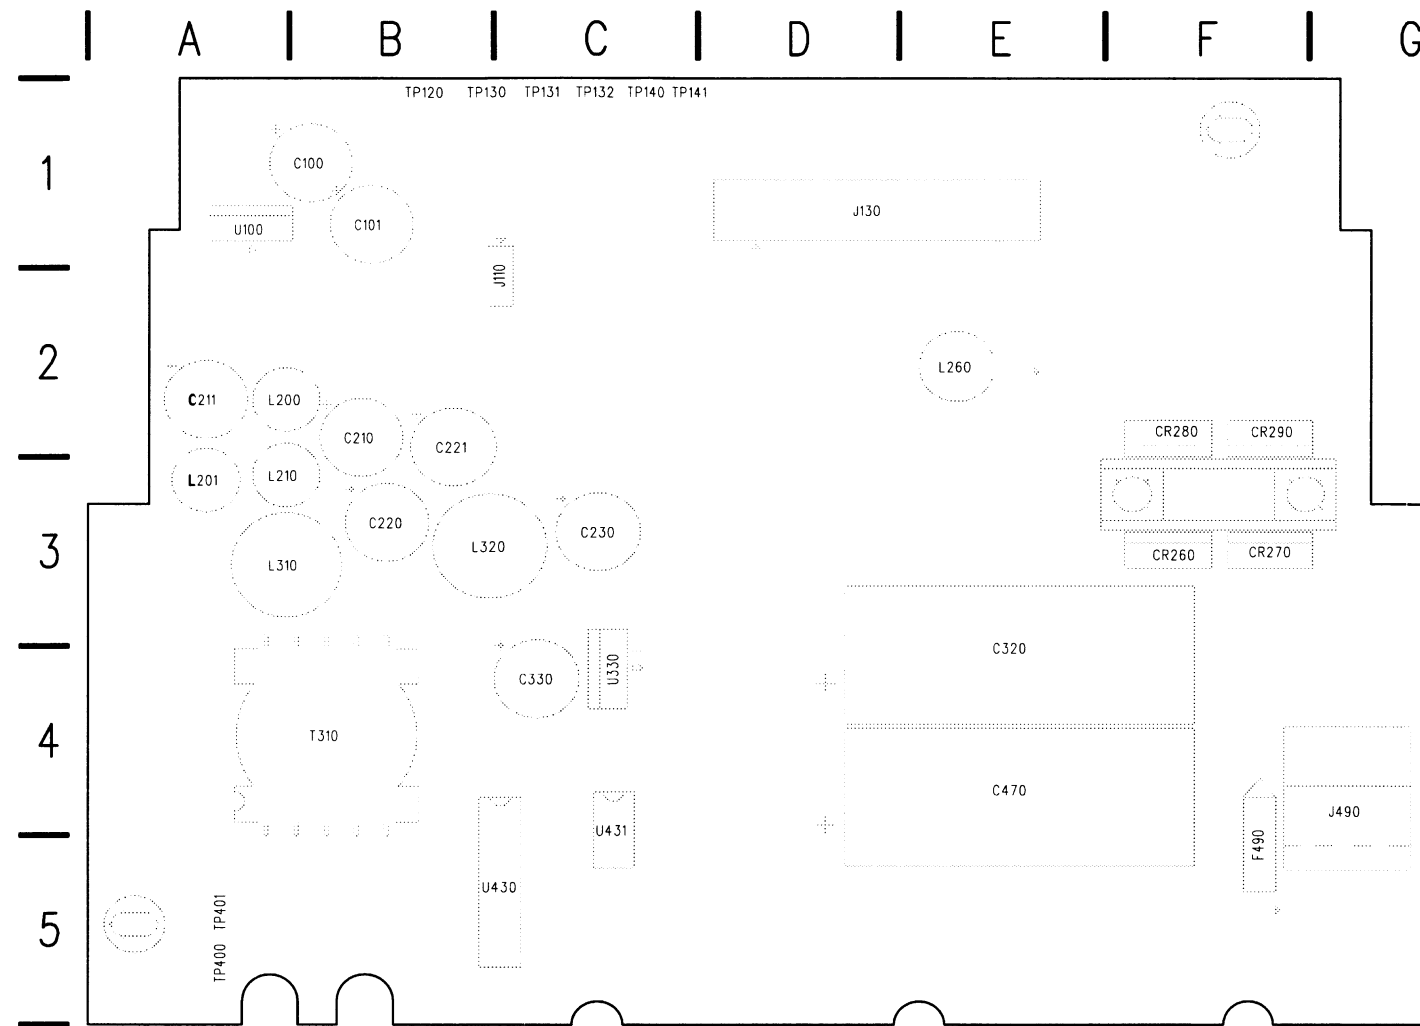 A B C D E F G
TP120 TP130 TP131 TP132 TP140 TP141
1
C100
C101
U100
J130
J110
2
L260
C211
L200
C210
C221
CR280
CR290
L201
L210
C220
L320
C230
3
L310
CR260
CR270
C320
U330
C330
4
T310
C470
J490
U431
F490
U430
5
TP400 TP401